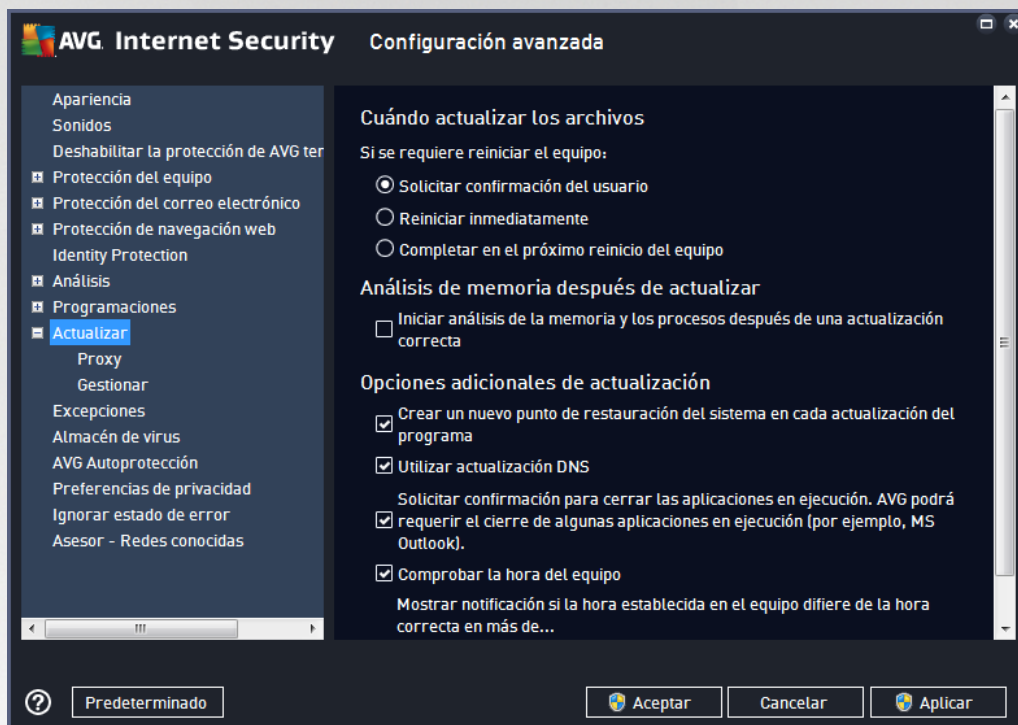 AVG. Internet Security
Configuración avanzada
Apariencia
Sonidos
Deshabilitar la protección de AVG ter
Protección del equipo
Protección del correo electrónico
Protección de navegación web
Identity Protection
Análisis
Programaciones
Actualizar
Proxy
Gestionar
Excepciones
Almacén de virus
AVG Autoprotección
Preferencias de privacidad
Ignorar estado de error
Asesor - Redes conocidas
Cuándo actualizar los archivos
Si se requiere reiniciar el equipo:
Solicitar confirmación del usuario
Reiniciar inmediatamente
Completar en el próximo reinicio del equipo
Análisis de memoria después de actualizar
Iniciar análisis de la memoria y los procesos después de una actualización
correcta
Opciones adicionales de actualización
Crear un nuevo punto de restauración del sistema en cada actualización del
programa
Utilizar actualización DNS
Solicitar confirmación para cerrar las aplicaciones en ejecución. AVG podrá
requerir el cierre de algunas aplicaciones en ejecución (por ejemplo, MS
Outlook).
Comprobar la hora del equipo
Mostrar notificación si la hora establecida en el equipo difiere de la hora
correcta en más de...
?
Predeterminado
Aceptar
Cancelar
Aplicar